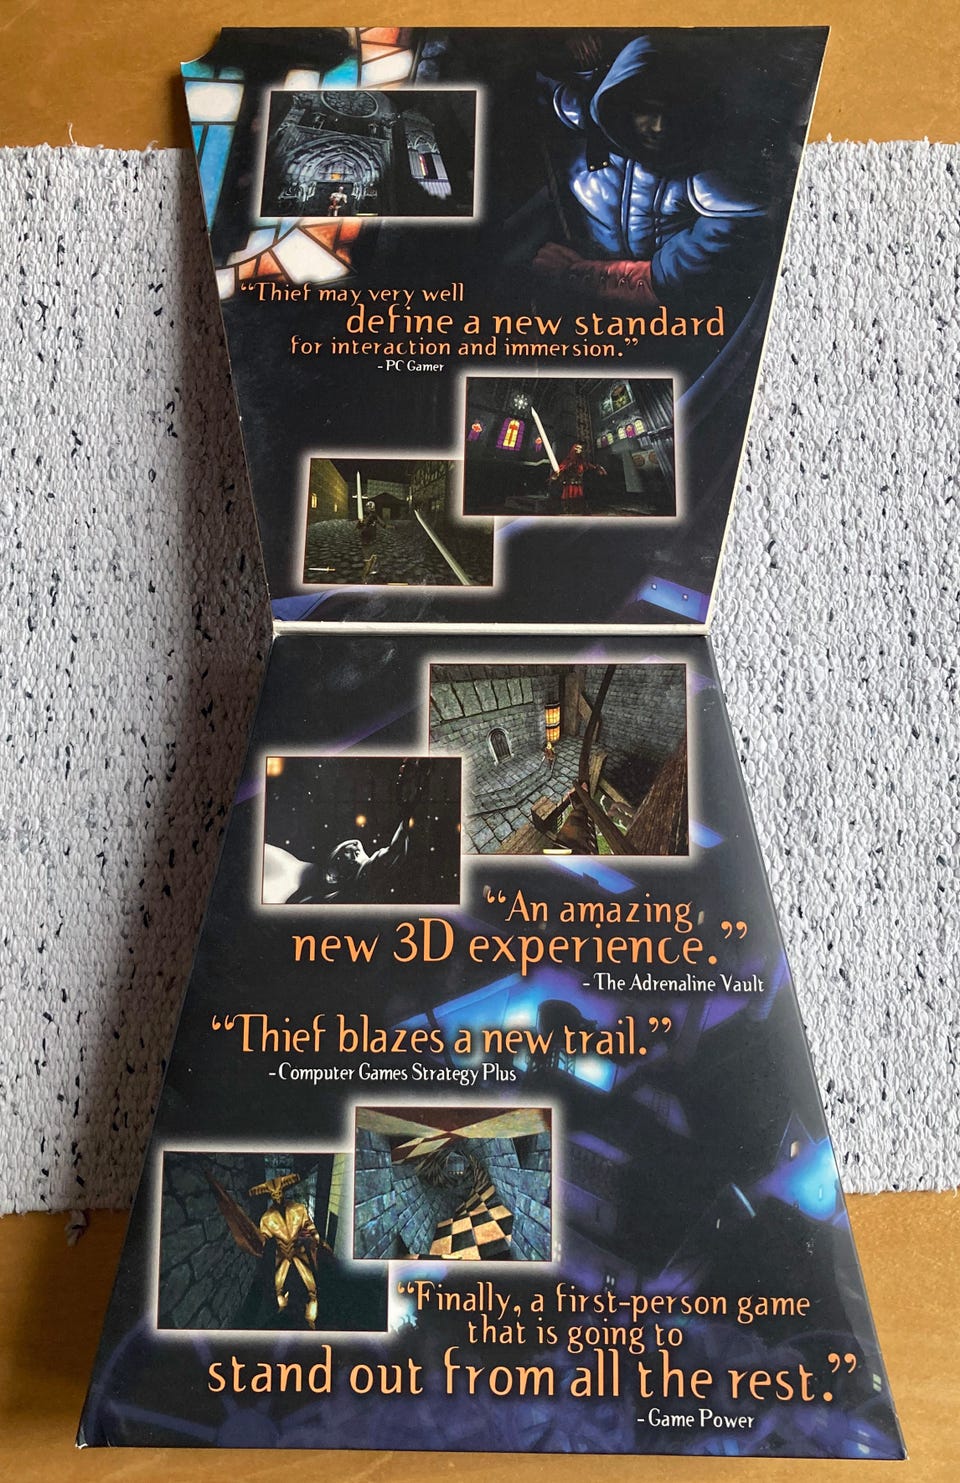 “Thief may very well
define a new standard
for interaction and immersion.”
- PC Gamer
“An amazing
new 3D experience.”
- The Adrenaline Vault
“Thief blazes a new trail.”
- Computer Games Strategy Plus
“Finally, a first-person game
that is going to
stand out from all the rest.”
- Game Power